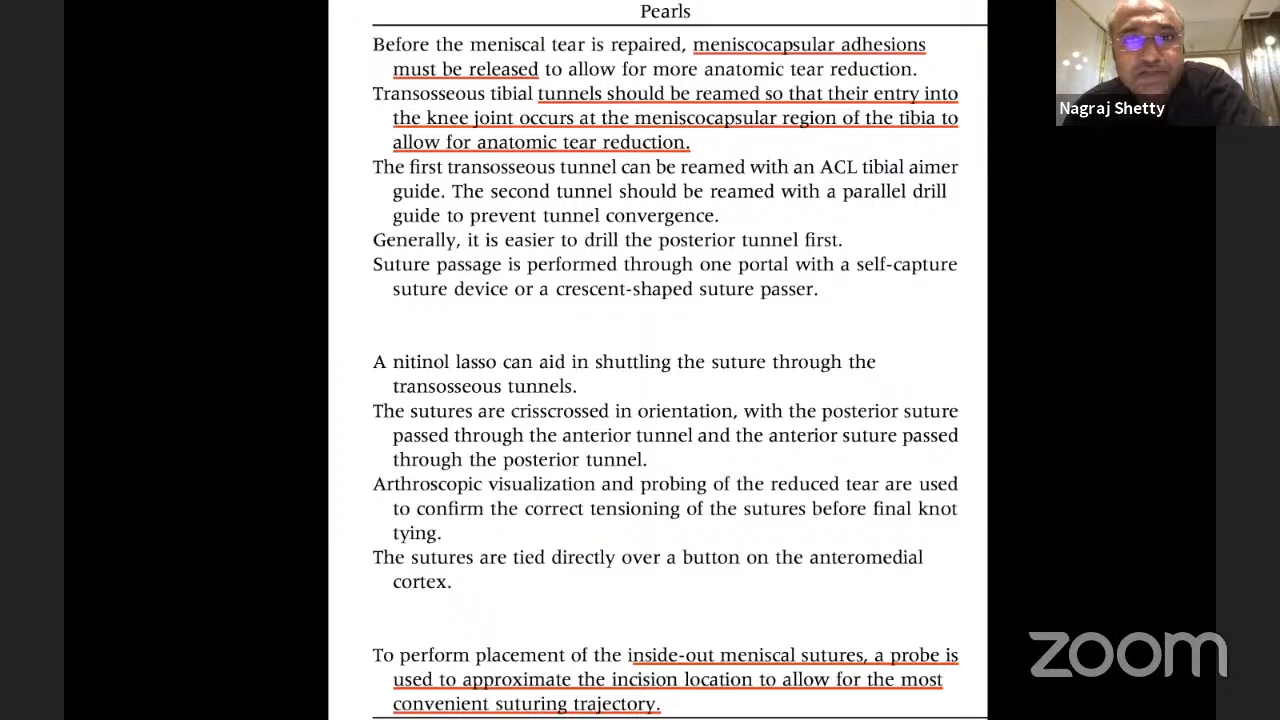 Pearls
Before the meniscal tear is repaired, meniscocapsular adhesions
must be released to allow for more anatomic tear reduction.
Transosseous tibial tunnels should be reamed so that their entry into
the knee joint occurs at the meniscocapsular region of the tibia to
allow for anatomic tear reduction.
The first transosseous tunnel can be reamed with an ACL tibial aimer
guide. The second tunnel should be reamed with a parallel drill
guide to prevent tunnel convergence.
Generally, it is easier to drill the posterior tunnel first.
Suture passage is performed through one portal with a self-capture
suture device or a crescent-shaped suture passer.
A nitinol lasso can aid in shuttling the suture through the
transosseous tunnels.
The sutures are crisscrossed in orientation, with the posterior suture
passed through the anterior tunnel and the anterior suture passed
through the posterior tunnel.
Arthroscopic visualization and probing of the reduced tear are used
to confirm the correct tensioning of the sutures before final knot
tying.
The sutures are tied directly over a button on the anteromedial
cortex.
To perform placement of the inside-out meniscal sutures, a probe is
used to approximate the incision location to allow for the most
convenient suturing trajectory.
Nagraj Shetty
zoom